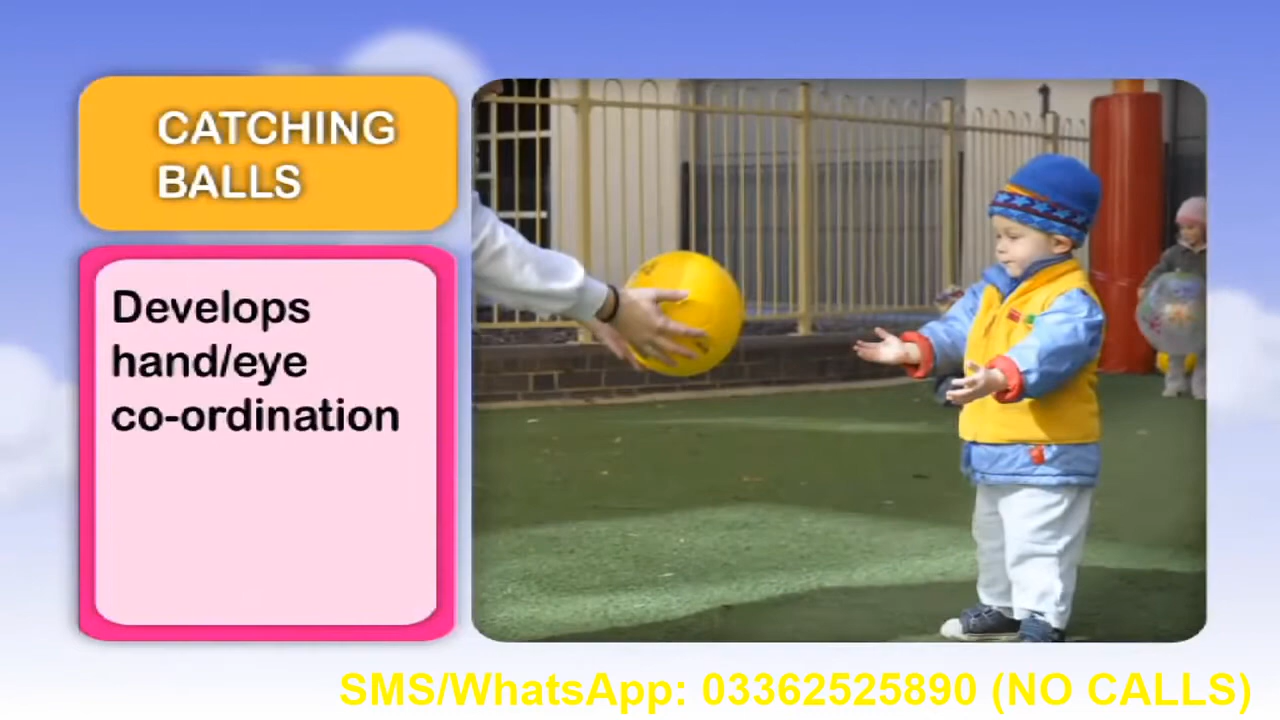 CATCHING
BALLS
Develops
hand/eye
co-ordination
SMS/WhatsApp: 03362525890 (NO CALLS)